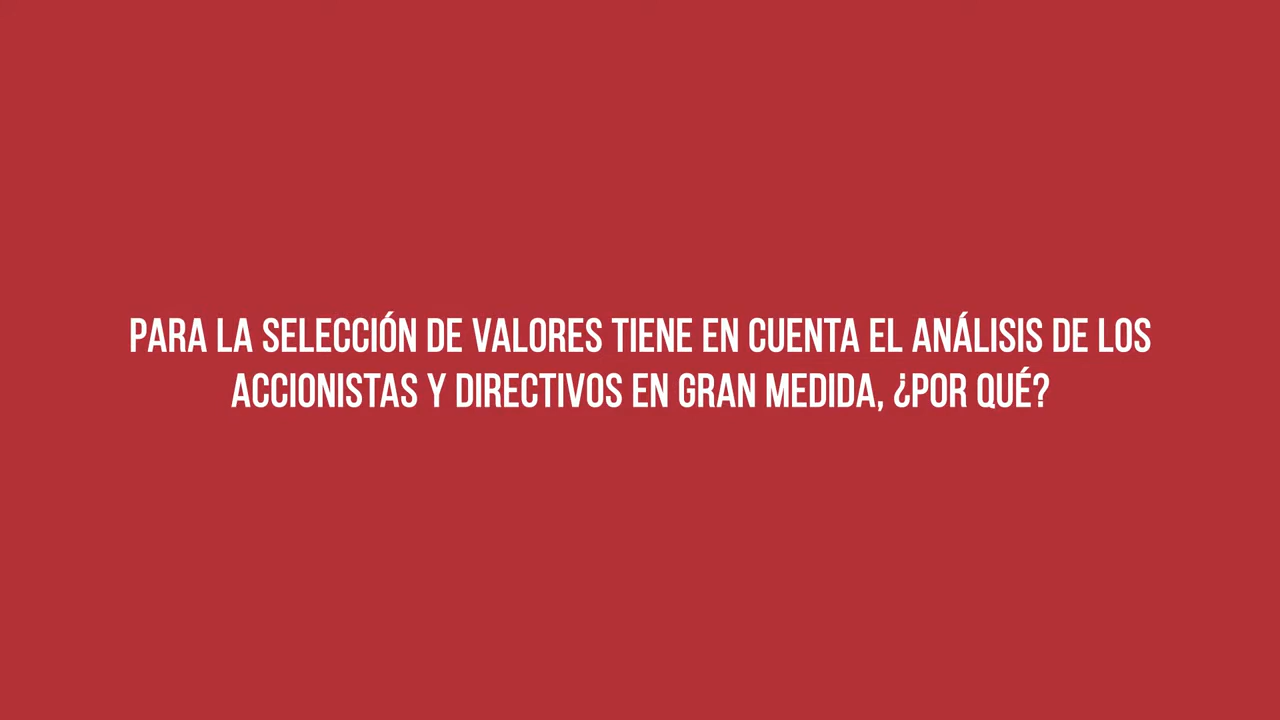 PARA LA SELECCIÓN DE VALORES TIENE EN CUENTA EL ANÁLISIS DE LOS
ACCIONISTAS Y DIRECTIVOS EN GRAN MEDIDA, ¿POR QUÉ?